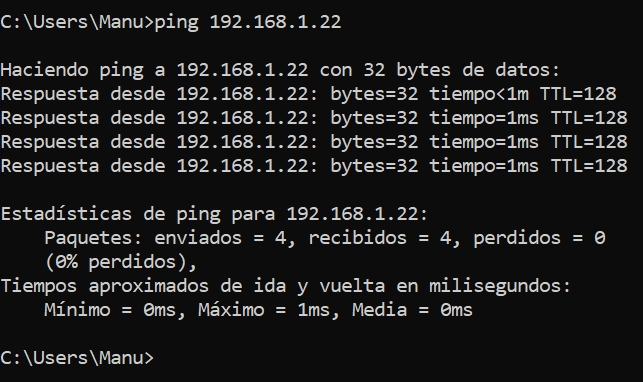 C:\Users\Manu>ping 192.168.1.22
Haciendo ping a 192.168.1.22 con 32 bytes de datos:
Respuesta desde 192.168.1.22: bytes=32 tiempo<1m TTL=128
Respuesta desde 192.168.1.22: bytes=32 tiempo=1ms TTL=128
Respuesta desde 192.168.1.22: bytes=32 tiempo=1ms TTL=128
Respuesta desde 192.168.1.22: bytes=32 tiempo=1ms TTL=128
Estadísticas de ping para 192.168.1.22:
Paquetes: enviados = 4, recibidos = 4, perdidos = 0
(0% perdidos),
Tiempos aproximados de ida y vuelta en milisegundos:
Mínimo = 0ms, Máximo = 1ms, Media = 0ms
C:\Users\Manu>